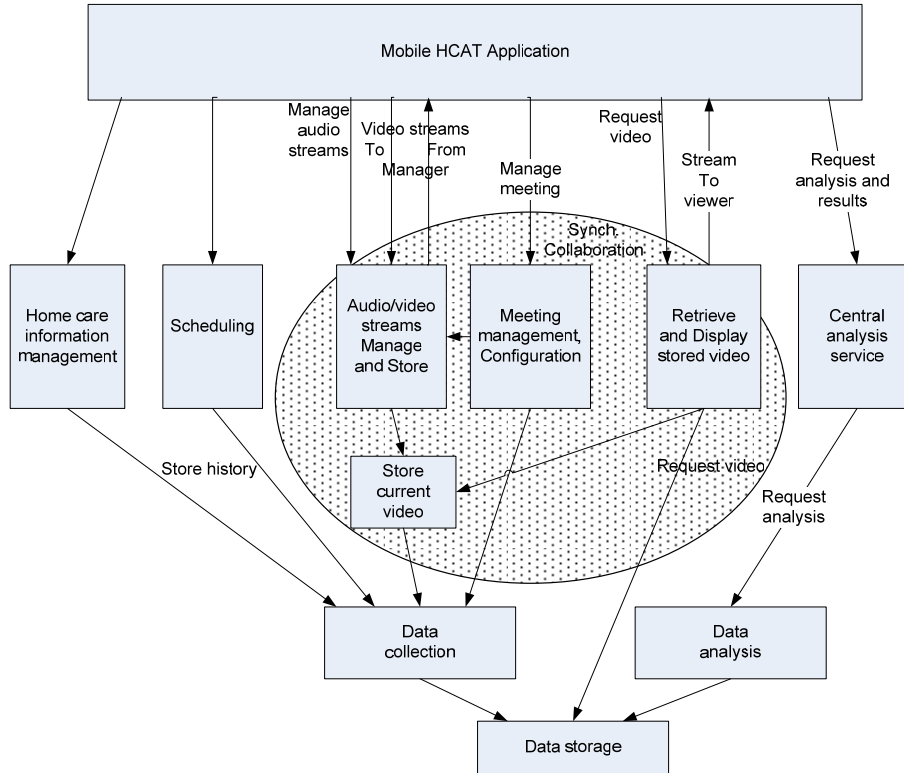 Mobile HCAT Application
Manage
audio
streams
Video streams
To From
Manager
Manage
meeting
Request
video
Stream
To
viewer
Request
analysis and
results
Synch.
Collaboration
Home care
information
management
Scheduling
Audio/video
streams
Manage
and Store
Meeting
management,
Configuration
Retrieve
and Display
stored video
Central
analysis
service
Store history
Store
current
video
Request video
Request
analysis
Data
collection
Data
analysis
Data storage